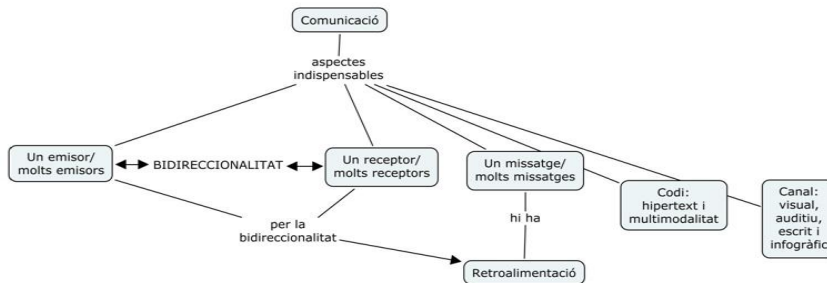 Comunicació
aspectes
indispensables
Un emisor/
molts emisors
BIDIRECCIONALITAT
Un receptor/
molts receptors
Un missatge/
molts missatges
Codi:
hipertext i
multimodalitat
Canal:
visual,
auditiu,
escrit i
infogràfic
per la
bidireccionalitat
hi ha
Retroalimentació